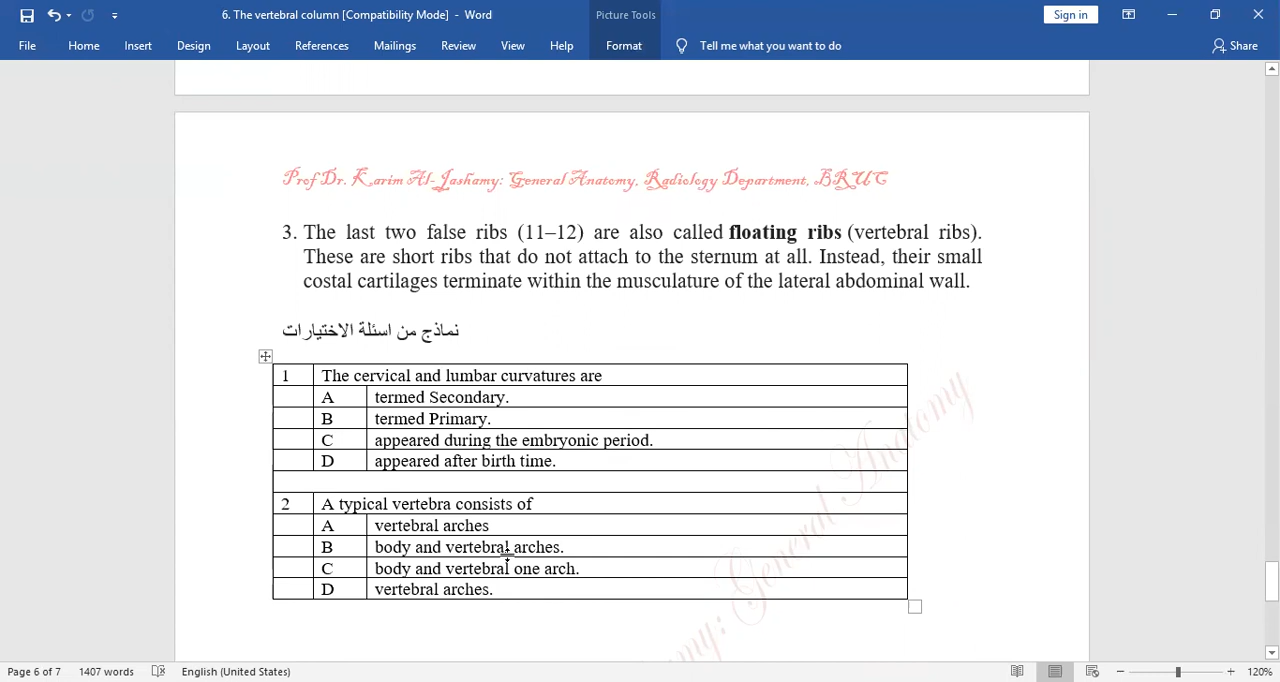 6. The vertebral column [Compatibility Mode] - Word
Picture Tools
Sign in
File Home Insert Design Layout References Mailings Review View Help Format Tell me what you want to do Share
Prof Dr. Karim Al-Jashamy: General Anatomy, Radiology Department, BRUC
3. The last two false ribs (11–12) are also called floating ribs (vertebral ribs).
These are short ribs that do not attach to the sternum at all. Instead, their small
costal cartilages terminate within the musculature of the lateral abdominal wall.
نماذج من اسئلة الاختيارات
1 The cervical and lumbar curvatures are
A termed Secondary.
B termed Primary.
C appeared during the embryonic period.
D appeared after birth time.
2 A typical vertebra consists of
A vertebral arches
B body and vertebral arches.
C body and vertebral one arch.
D vertebral arches.
my: General Anatomy
Page 6 of 7 1407 words English (United States) 120%